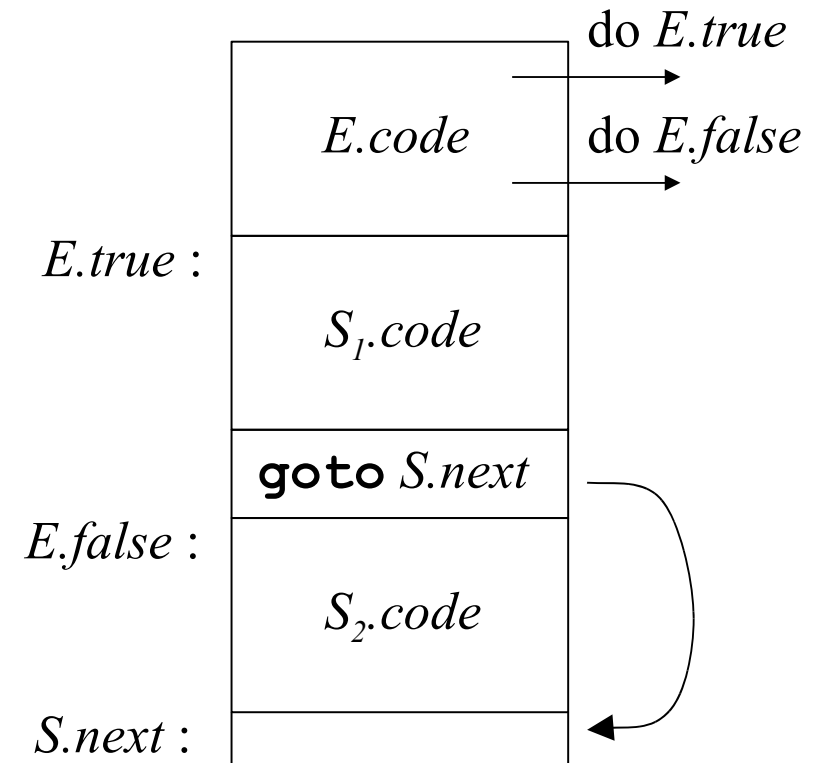 do E.true
E.code
do E.false
E.true :
S₁.code
goto S.next
E.false :
S₂.code
S.next :